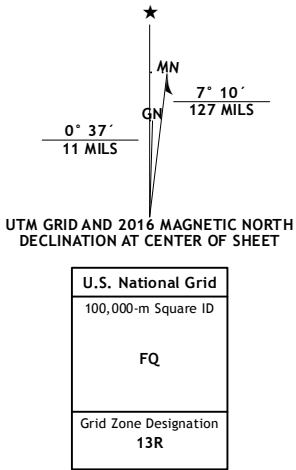 ★
MN
GN
7° 10´
127 MILS
0° 37´
11 MILS
UTM GRID AND 2016 MAGNETIC NORTH
DECLINATION AT CENTER OF SHEET
U.S. National Grid
100,000-m Square ID
FQ
Grid Zone Designation
13R